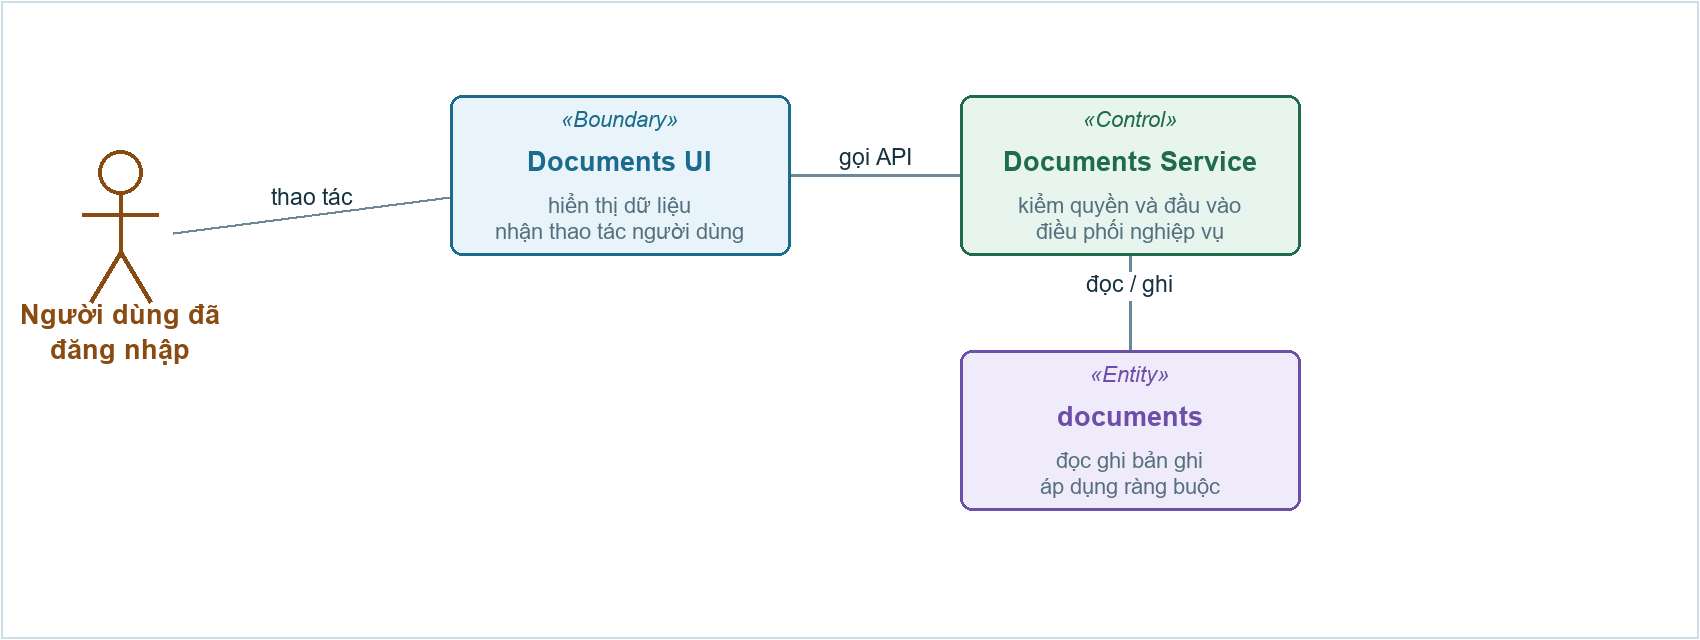 «Boundary»
Documents UI
hiển thị dữ liệu
nhận thao tác người dùng
«Control»
Documents Service
kiểm quyền và đầu vào
điều phối nghiệp vụ
thao tác
gọi API
đọc / ghi
Người dùng đã
đăng nhập
«Entity»
documents
đọc ghi bản ghi
áp dụng ràng buộc